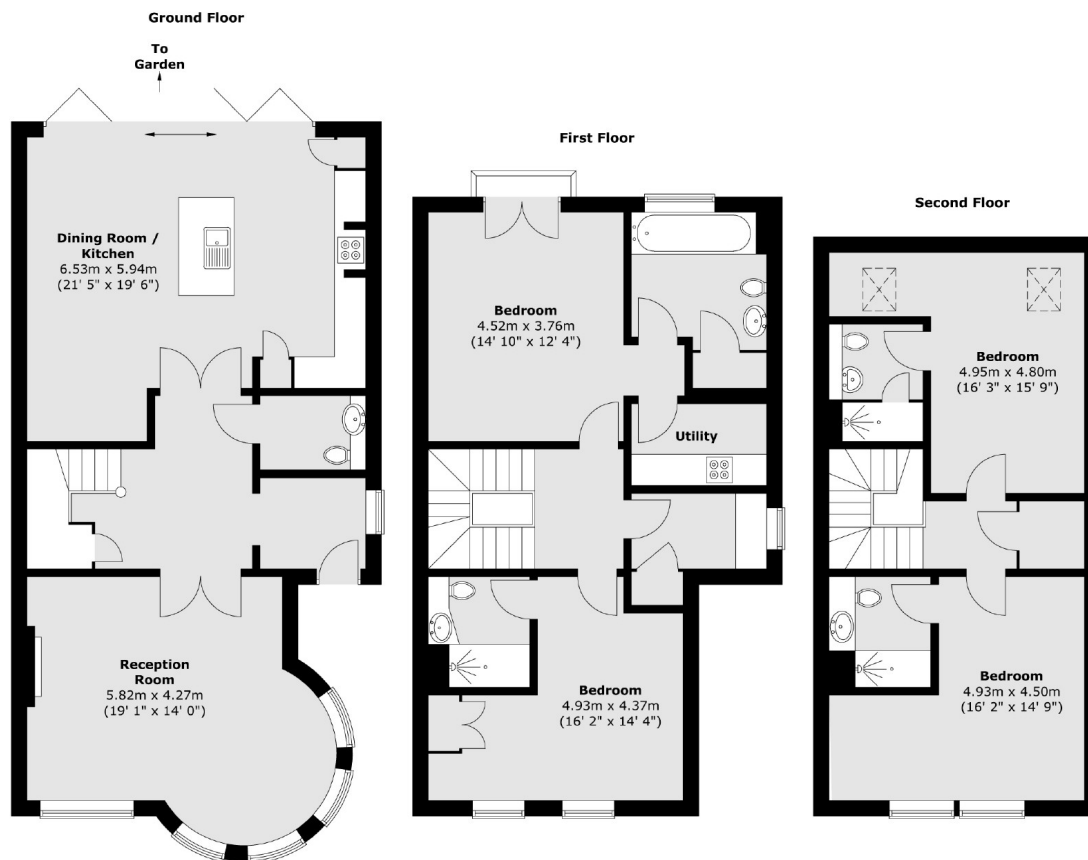 Ground Floor
To
Garden
Dining Room /
Kitchen
6.53m x 5.94m
(21' 5" x 19' 6")
Reception
Room
5.82m x 4.27m
(19' 1" x 14' 0")
First Floor
Bedroom
4.52m x 3.76m
(14' 10" x 12' 4")
Utility
Bedroom
4.93m x 4.37m
(16' 2" x 14' 4")
Second Floor
Bedroom
4.95m x 4.80m
(16' 3" x 15' 9")
Bedroom
4.93m x 4.50m
(16' 2" x 14' 9")